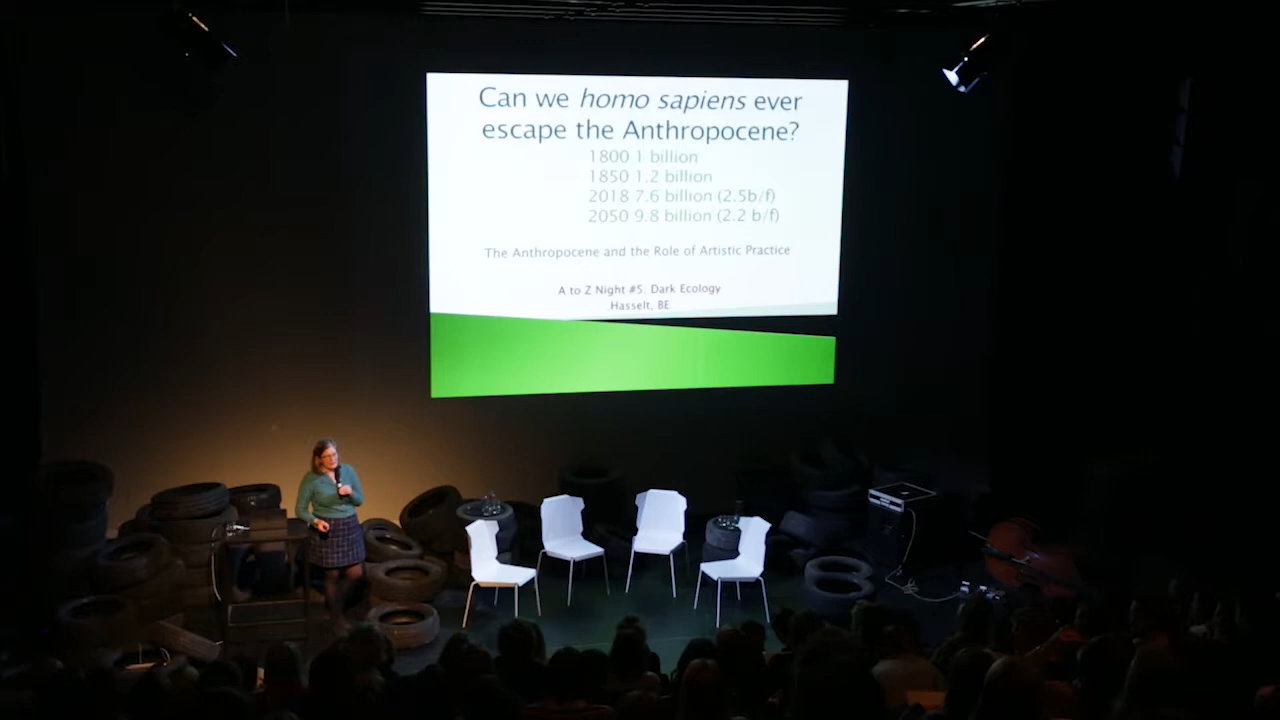 Can we homo sapiens ever
escape the Anthropocene?
1800 1 billion
1850 1.2 billion
2018 7.6 billion (2.5b/f)
2050 9.8 billion (2.2 b/f)
The Anthropocene and the Role of Artistic Practice
A to Z Night #5: Dark Ecology
Hasselt, BE